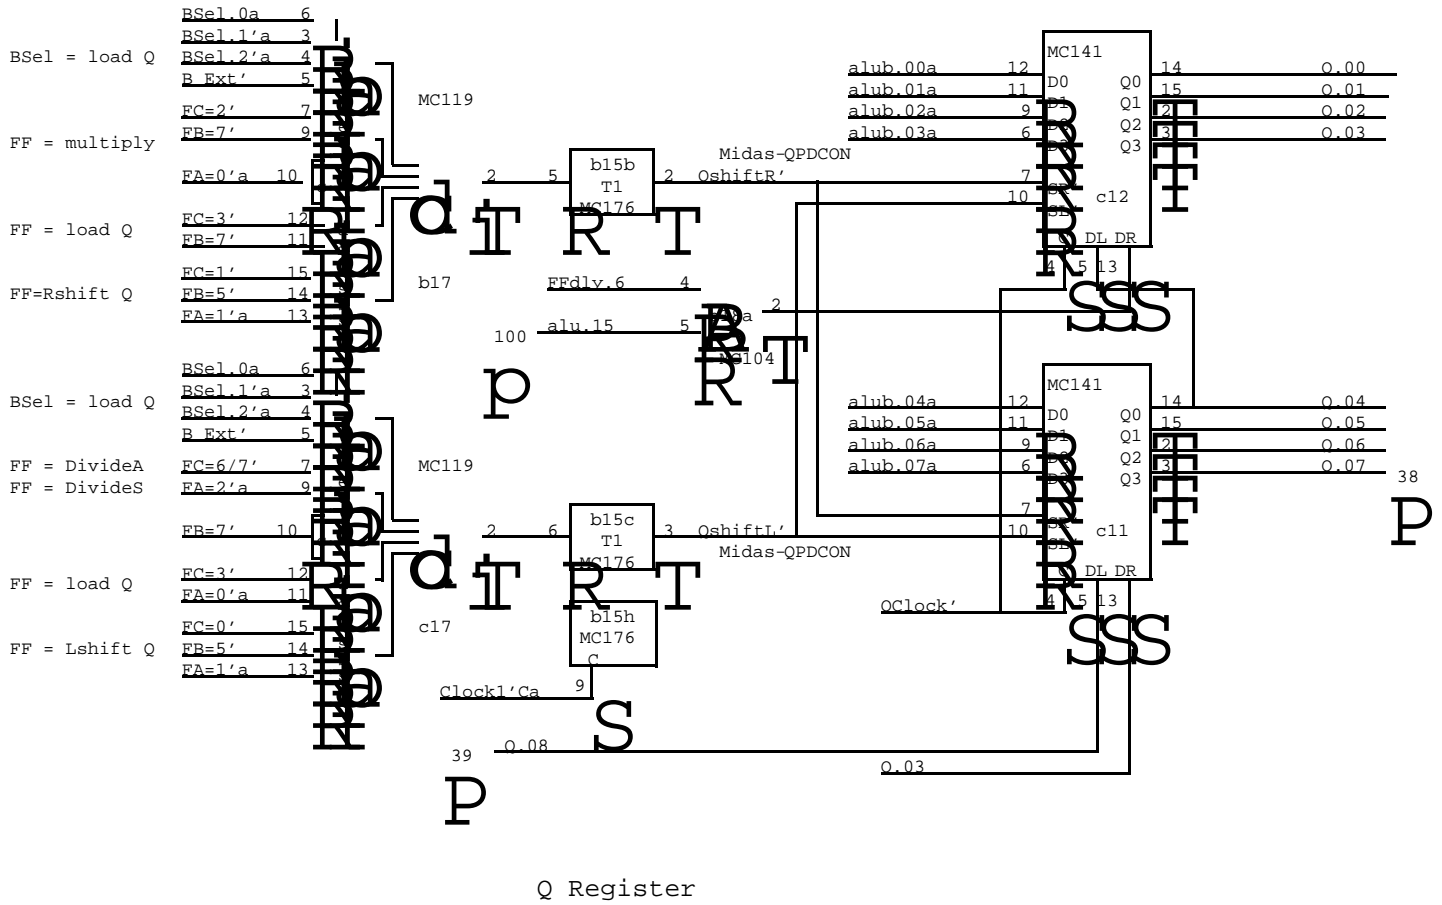 BSel.0a 6
BSel.1'a 3
BSel = load Q BSel.2'a 4
B Ext' 5
FC=2' 7
FF = multiply FB=7' 9
FA=0'a 10
FC=3' 12
FF = load Q FB=7' 11
FC=1' 15
FF=Rshift Q FB=5' 14
FA=1'a 13
MC119
b17
d
2 5
b15b
T1
MC176
2 QshiftR'
Midas-QPDCON
i T R T
FFdly.6 4
100 alu.15 5
p
2
MC104
R T
MC141
alub.00a 12 D0 Q0 14 Q.00
alub.01a 11 D1 Q1 15 Q.01
alub.02a 9 Q2 2 Q.02
alub.03a 6 Q3 3 Q.03
7
10
c12
DL DR
4 5 13
S S S
BSel.0a 6
BSel.1'a 3
BSel = load Q BSel.2'a 4
B Ext' 5
FF = DivideA FC=6/7' 7
FF = DivideS FA=2'a 9
FB=7' 10
FC=3' 12
FF = load Q FA=0'a 11
FC=0' 15
FF = Lshift Q FB=5' 14
FA=1'a 13
MC119
c17
d
2 6
b15c
T1
MC176
3 QshiftL'
Midas-QPDCON
i T R T
b15h
MC176
C
Clock1'Ca 9
S
MC141
alub.04a 12 D0 Q0 14 Q.04
alub.05a 11 D1 Q1 15 Q.05
alub.06a 9 Q2 2 Q.06
alub.07a 6 Q3 3 Q.07
7
10
c11
DL DR
QClock' 4 5 13
S S S
38
P
Q.08
39
P
Q.03
Q Register